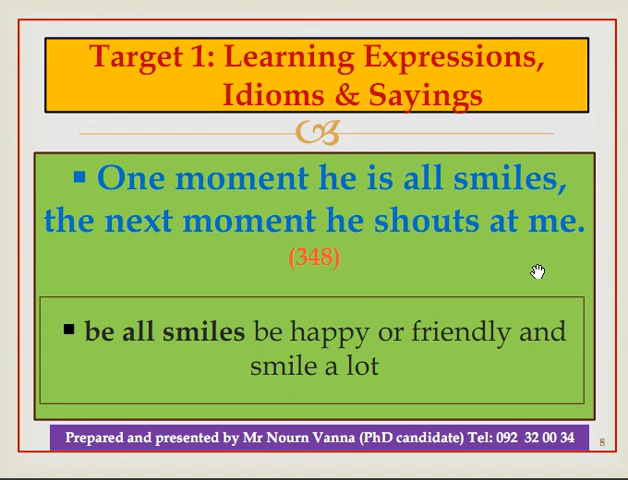 Target 1: Learning Expressions,
Idioms & Sayings
▪ One moment he is all smiles,
the next moment he shouts at me.
(348)
▪ be all smiles be happy or friendly and
smile a lot
Prepared and presented by Mr Nourn Vanna (PhD candidate) Tel: 092 32 00 34
8